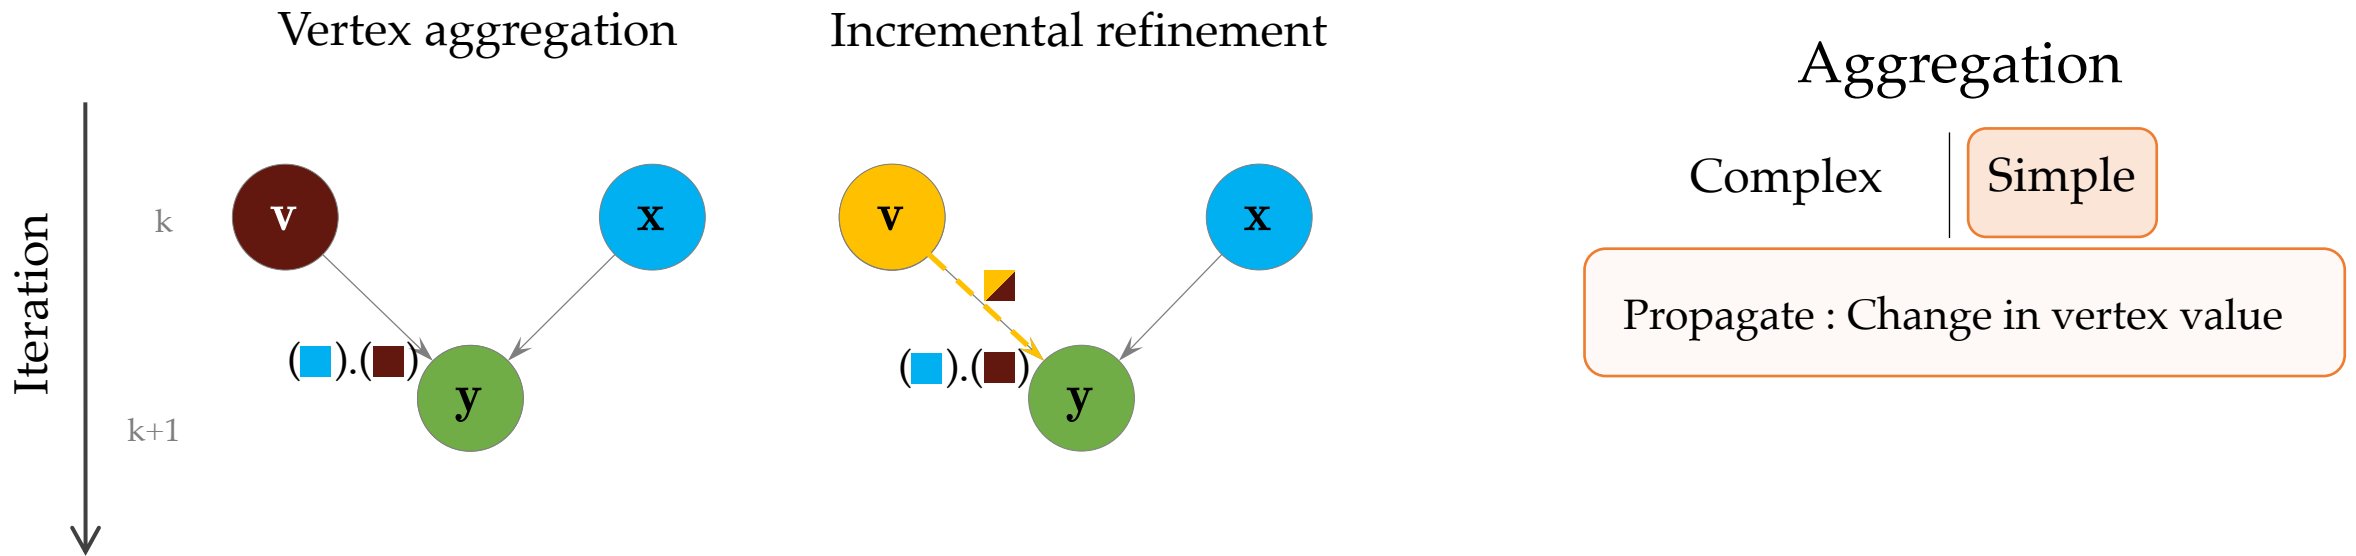 Vertex aggregation
Incremental refinement
Aggregation
Complex
Simple
Propagate : Change in vertex value
Iteration
k
k+1
v
x
( ).( )
y
v
x
( ).( )
y